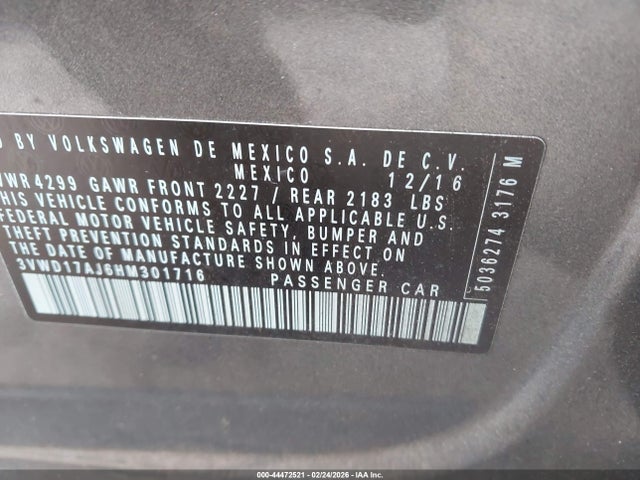 D BY VOLKSWAGEN DE MEXICO S.A. DE C.V.
MEXICO 12/16
VWR4299 GAWR FRONT 2227 / REAR 2183 LBS
THIS VEHICLE CONFORMS TO ALL APPLICABLE U.S.
FEDERAL MOTOR VEHICLE SAFETY, BUMPER AND
THEFT PREVENTION STANDARDS IN EFFECT ON
THE DATE OF MANUFACTURE SHOWN ABOVE.
3VWD17AJ6HM301716 PASSENGER CAR
5036274 3176 M
000-44472521 - 02/24/2026 - IAA Inc.